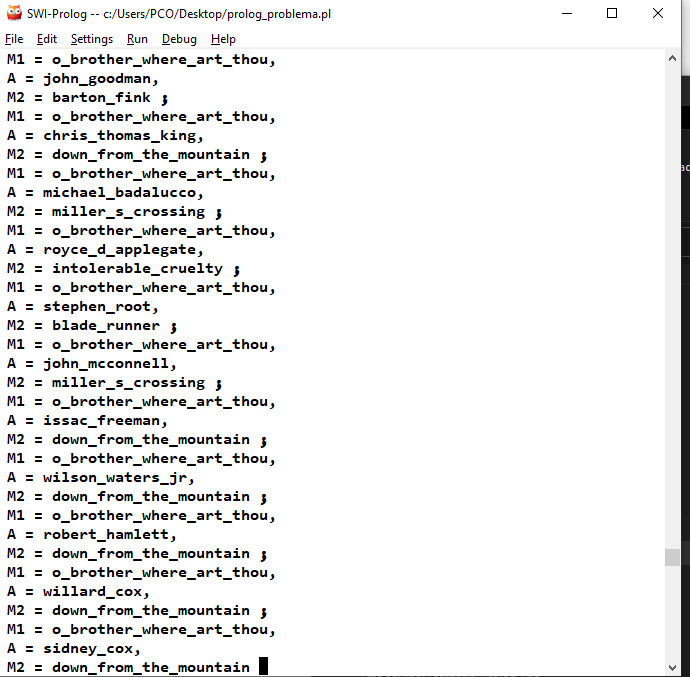 SWI-Prolog -- c:/Users/PCO/Desktop/prolog_problema.pl
File Edit Settings Run Debug Help
M1 = o_brother_where_art_thou,
A = john_goodman,
M2 = barton_fink ;
M1 = o_brother_where_art_thou,
A = chris_thomas_king,
M2 = down_from_the_mountain ;
M1 = o_brother_where_art_thou,
A = michael_badalucco,
M2 = miller_s_crossing ;
M1 = o_brother_where_art_thou,
A = royce_d_applegate,
M2 = intolerable_cruelty ;
M1 = o_brother_where_art_thou,
A = stephen_root,
M2 = blade_runner ;
M1 = o_brother_where_art_thou,
A = john_mcconnell,
M2 = miller_s_crossing ;
M1 = o_brother_where_art_thou,
A = issac_freeman,
M2 = down_from_the_mountain ;
M1 = o_brother_where_art_thou,
A = wilson_waters_jr,
M2 = down_from_the_mountain ;
M1 = o_brother_where_art_thou,
A = robert_hamlett,
M2 = down_from_the_mountain ;
M1 = o_brother_where_art_thou,
A = willard_cox,
M2 = down_from_the_mountain ;
M1 = o_brother_where_art_thou,
A = sidney_cox,
M2 = down_from_the_mountain